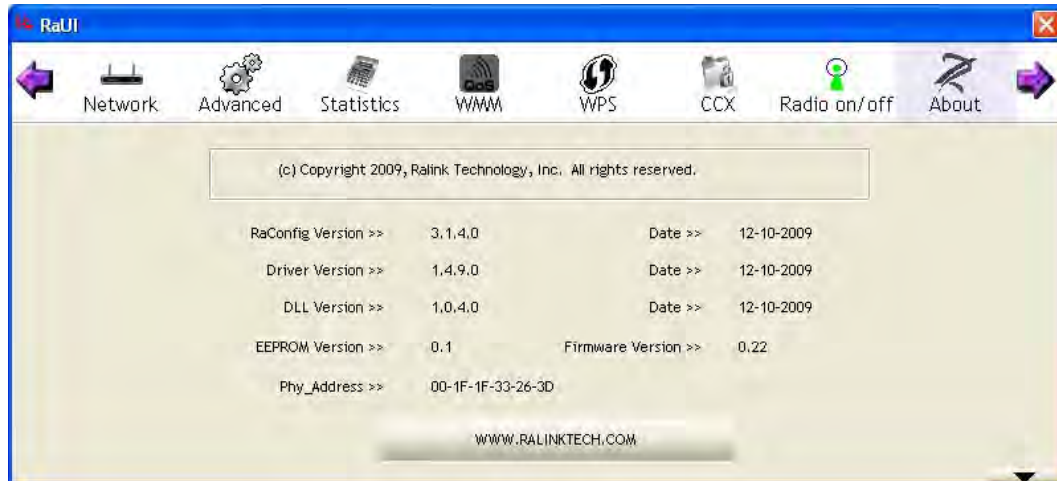 RaUI
Network Advanced Statistics QoS WMM WPS CCX Radio on/off About
(c) Copyright 2009, Ralink Technology, Inc. All rights reserved.
RaConfig Version >> 3.1.4.0 Date >> 12-10-2009
Driver Version >> 1.4.9.0 Date >> 12-10-2009
DLL Version >> 1.0.4.0 Date >> 12-10-2009
EEPROM Version >> 0.1 Firmware Version >> 0.22
Phy_Address >> 00-1F-1F-33-26-3D
WWW.RALINKTECH.COM